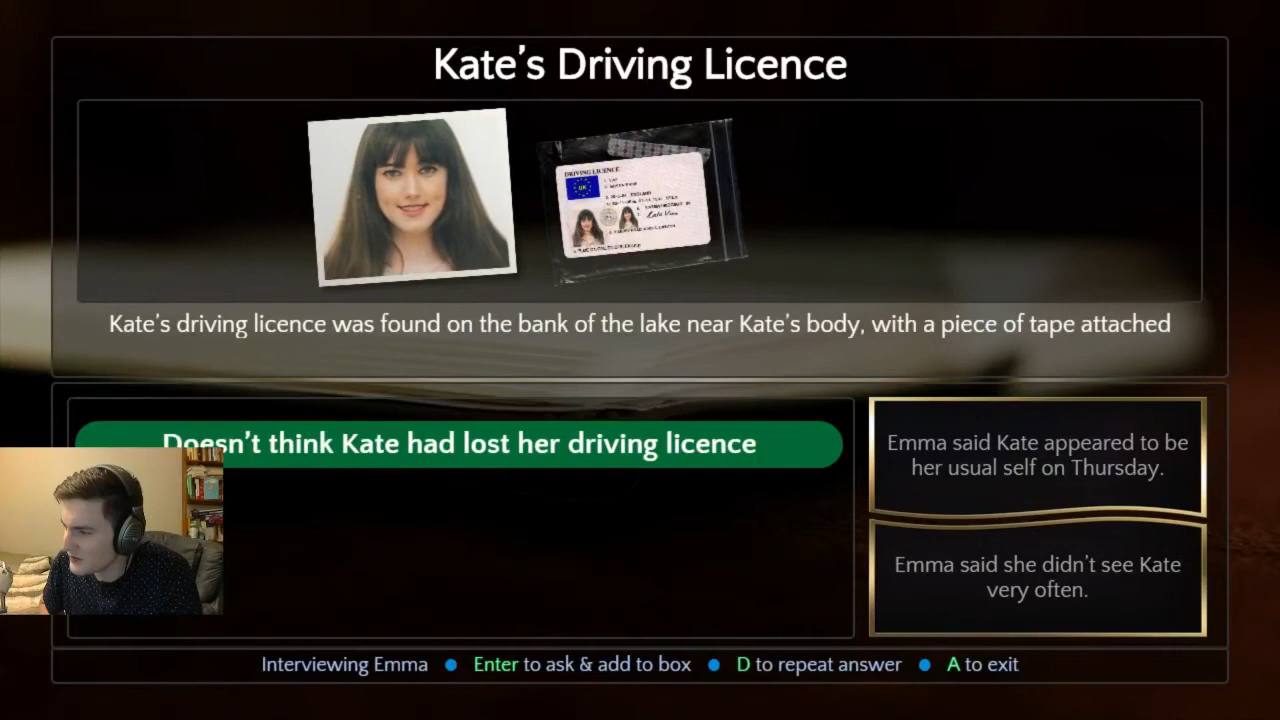 Kate's Driving Licence
DRIVING LICENCE
UK
Kate's driving licence was found on the bank of the lake near Kate's body, with a piece of tape attached
Doesn't think Kate had lost her driving licence
Emma said Kate appeared to be
her usual self on Thursday.
Emma said she didn't see Kate
very often.
Interviewing Emma ● Enter to ask & add to box ● D to repeat answer ● A to exit